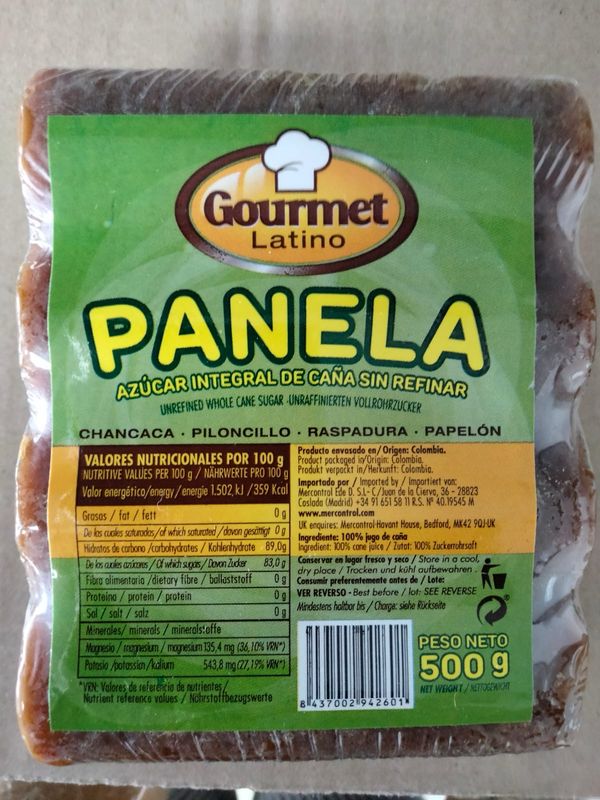 Gourmet
Latino
PANELA
AZÚCAR INTEGRAL DE CAÑA SIN REFINAR
UNREFINED WHOLE CANE SUGAR -UNRAFFINIERTEN VOLLROHRZUCKER
CHANCACA · PILONCILLO · RASPADURA · PAPELÓN
VALORES NUTRICIONALES POR 100 g
NUTRITIVE VALUES PER 100 g / NÄHRWERTE PRO 100 g
Valor energético/energy/energie 1.502, kJ /359 Kcal
Grasas / fat / fett 0 g
De las cuales saturadas/of which saturated /davon gesättigt 0 g
Hidratos de carbono /carbohydrates / Kohlenhydrate 89,0g
De los cuales azúcares / Of which sugars / Davon Zucker 83,0 g
Fibra alimentaria /dietary fibre / ballaststoff 0 g
Proteina / protein / protein 0 g
Sal / salt / salz 0 g
Minerales/ minerals / mineralstoffe
Magnesio / magnesium / magnesium 135,4 mg (36,10% VRN*)
Potasio /potassium /kalium 543,8 mg (27,19% VRN*)
*VRN: Valores de referencia de nutrientes/
Nutrient reference values / Nährstoffbezugswerte
Producto envasado en/Origen: Colombia.
Product packaged in/Origin: Colombia.
Produkt verpackt in/Herkunft: Colombia.
Importado por / Imported by / Importiert von:
Mercontrol Ede D. S.L- C/Juan de la Cierva, 36 - 28823
Coslada (Madrid) +34 91 651 58 11 R.S. Nº 40.19545 M
www.mercontrol.com
UK enquires: Mercontrol-Havant House, Bedford, MK42 9QJ-UK
Ingrediente: 100% jugo de caña
Ingredient: 100% cane juice / Zutat: 100% Zuckerrohrsaft
Conservar en lugar fresco y seco / Store in a cool,
dry place / Trocken und kühl aufbewahren
Consumir preferentemente antes de / Lote:
VER REVERSO - Best before / lot: SEE REVERSE
Mindestens haltbar bis / Charge: siehe Rückseite
8 437002 942601
PESO NETO
500 g
NET WEIGHT / NETTOGEWICHT